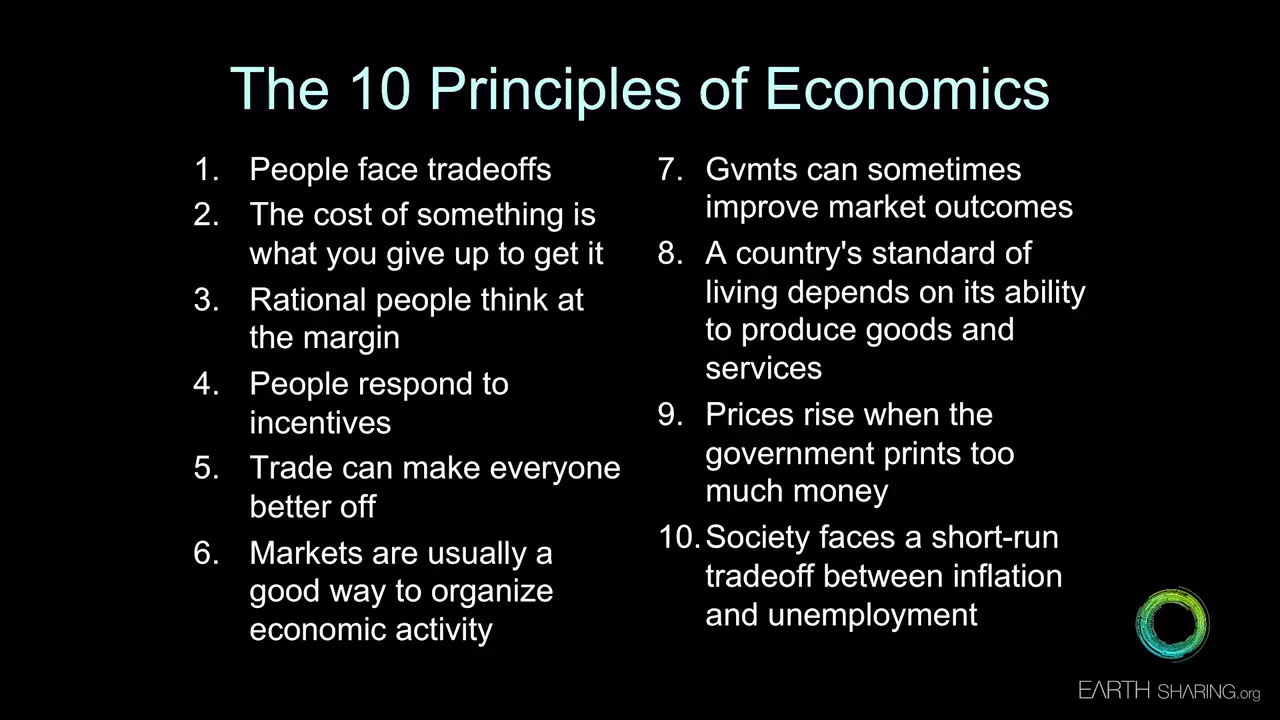 The 10 Principles of Economics
1. People face tradeoffs
2. The cost of something is
what you give up to get it
3. Rational people think at
the margin
4. People respond to
incentives
5. Trade can make everyone
better off
6. Markets are usually a
good way to organize
economic activity
7. Gvmts can sometimes
improve market outcomes
8. A country's standard of
living depends on its ability
to produce goods and
services
9. Prices rise when the
government prints too
much money
10. Society faces a short-run
tradeoff between inflation
and unemployment
EARTH SHARING.org